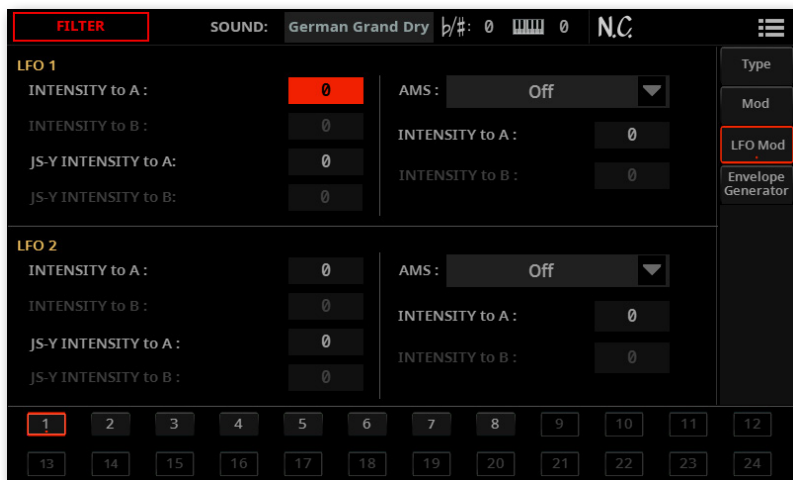 FILTER SOUND: German Grand Dry ♭/#: 0 0 N.C.
LFO 1
INTENSITY to A : 0 AMS : Off
INTENSITY to B : 0
INTENSITY to A : 0
JS-Y INTENSITY to A: 0
INTENSITY to B : 0
JS-Y INTENSITY to B: 0
LFO 2
INTENSITY to A : 0 AMS : Off
INTENSITY to B : 0
INTENSITY to A : 0
JS-Y INTENSITY to A : 0
INTENSITY to B : 0
JS-Y INTENSITY to B : 0
Type
Mod
LFO Mod
Envelope
Generator
1 2 3 4 5 6 7 8 9 10 11 12
13 14 15 16 17 18 19 20 21 22 23 24